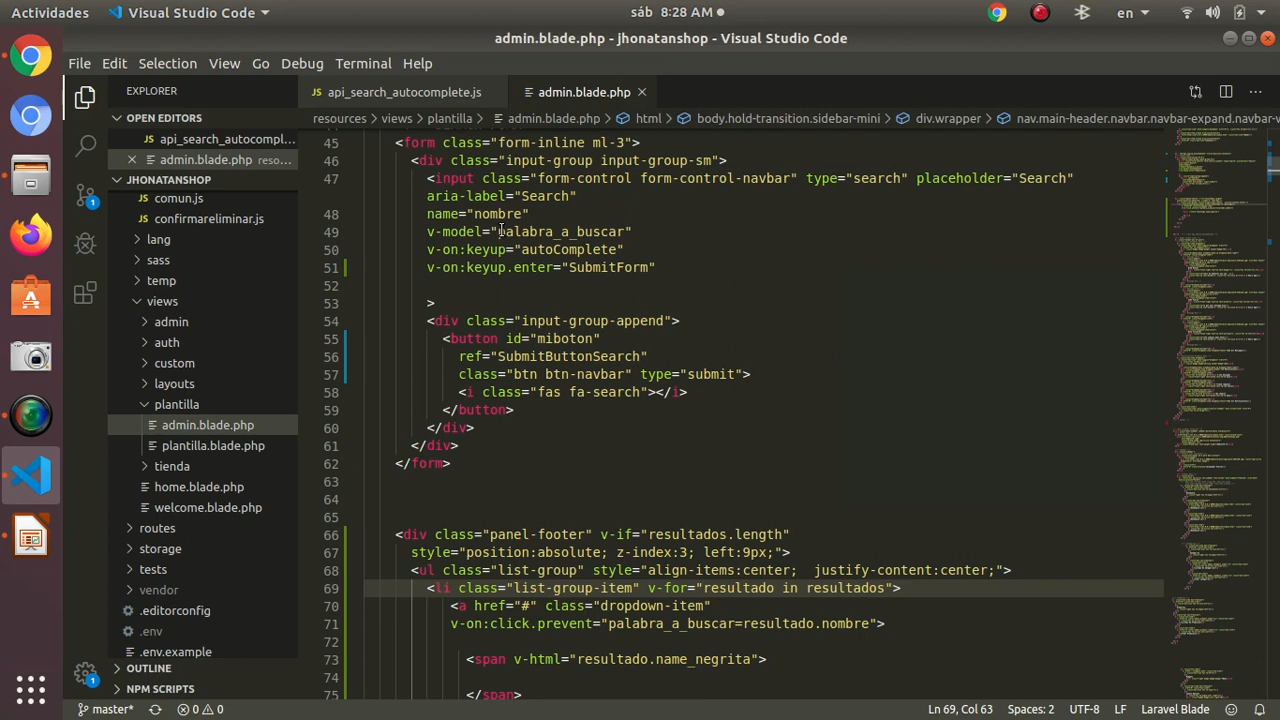 Actividades Visual Studio Code sáb 8:28 AM en
admin.blade.php - jhonatanshop - Visual Studio Code
File Edit Selection View Go Debug Terminal Help
EXPLORER
OPEN EDITORS
api_search_autocompl...
admin.blade.php reso...
JHONATANSHOP
comun.js
confirmareliminar.js
lang
sass
temp
views
admin
auth
custom
layouts
plantilla
admin.blade.php
plantilla.blade.php
tienda
home.blade.php
welcome.blade.php
routes
storage
tests
vendor
.editorconfig
.env
.env.example
OUTLINE
NPM SCRIPTS
api_search_autocomplete.js admin.blade.php
resources views plantilla admin.blade.php html body.hold-transition.sidebar-mini div.wrapper nav.main-header.navbar.navbar-expand.navbar-w
<form class="form-inline ml-3">
46 <div class="input-group input-group-sm">
47 <input class="form-control form-control-navbar" type="search" placeholder="Search"
aria-label="Search"
48 name="nombre"
49 v-model="palabra_a_buscar"
50 v-on:keyup="autoComplete"
51 v-on:keyup.enter="SubmitForm"
52
53 >
54 <div class="input-group-append">
55 <button id="miboton"
56 ref="SubmitButtonSearch"
57 class="btn btn-navbar" type="submit">
58 <i class="fas fa-search"></i>
59 </button>
60 </div>
61 </div>
62 </form>
63
64
65
66 <div class="panel-footer" v-if="resultados.length"
67 style="position:absolute; z-index:3; left:9px;">
68 <ul class="list-group" style="align-items:center; justify-content:center;">
69 <li class="list-group-item" v-for="resultado in resultados">
70 <a href="#" class="dropdown-item"
71 v-on:click.prevent="palabra_a_buscar=resultado.nombre">
72
73 <span v-html="resultado.name_negrita">
74
75 </span>
master* 0 0 Ln 69, Col 63 Spaces: 2 UTF-8 LF Laravel Blade